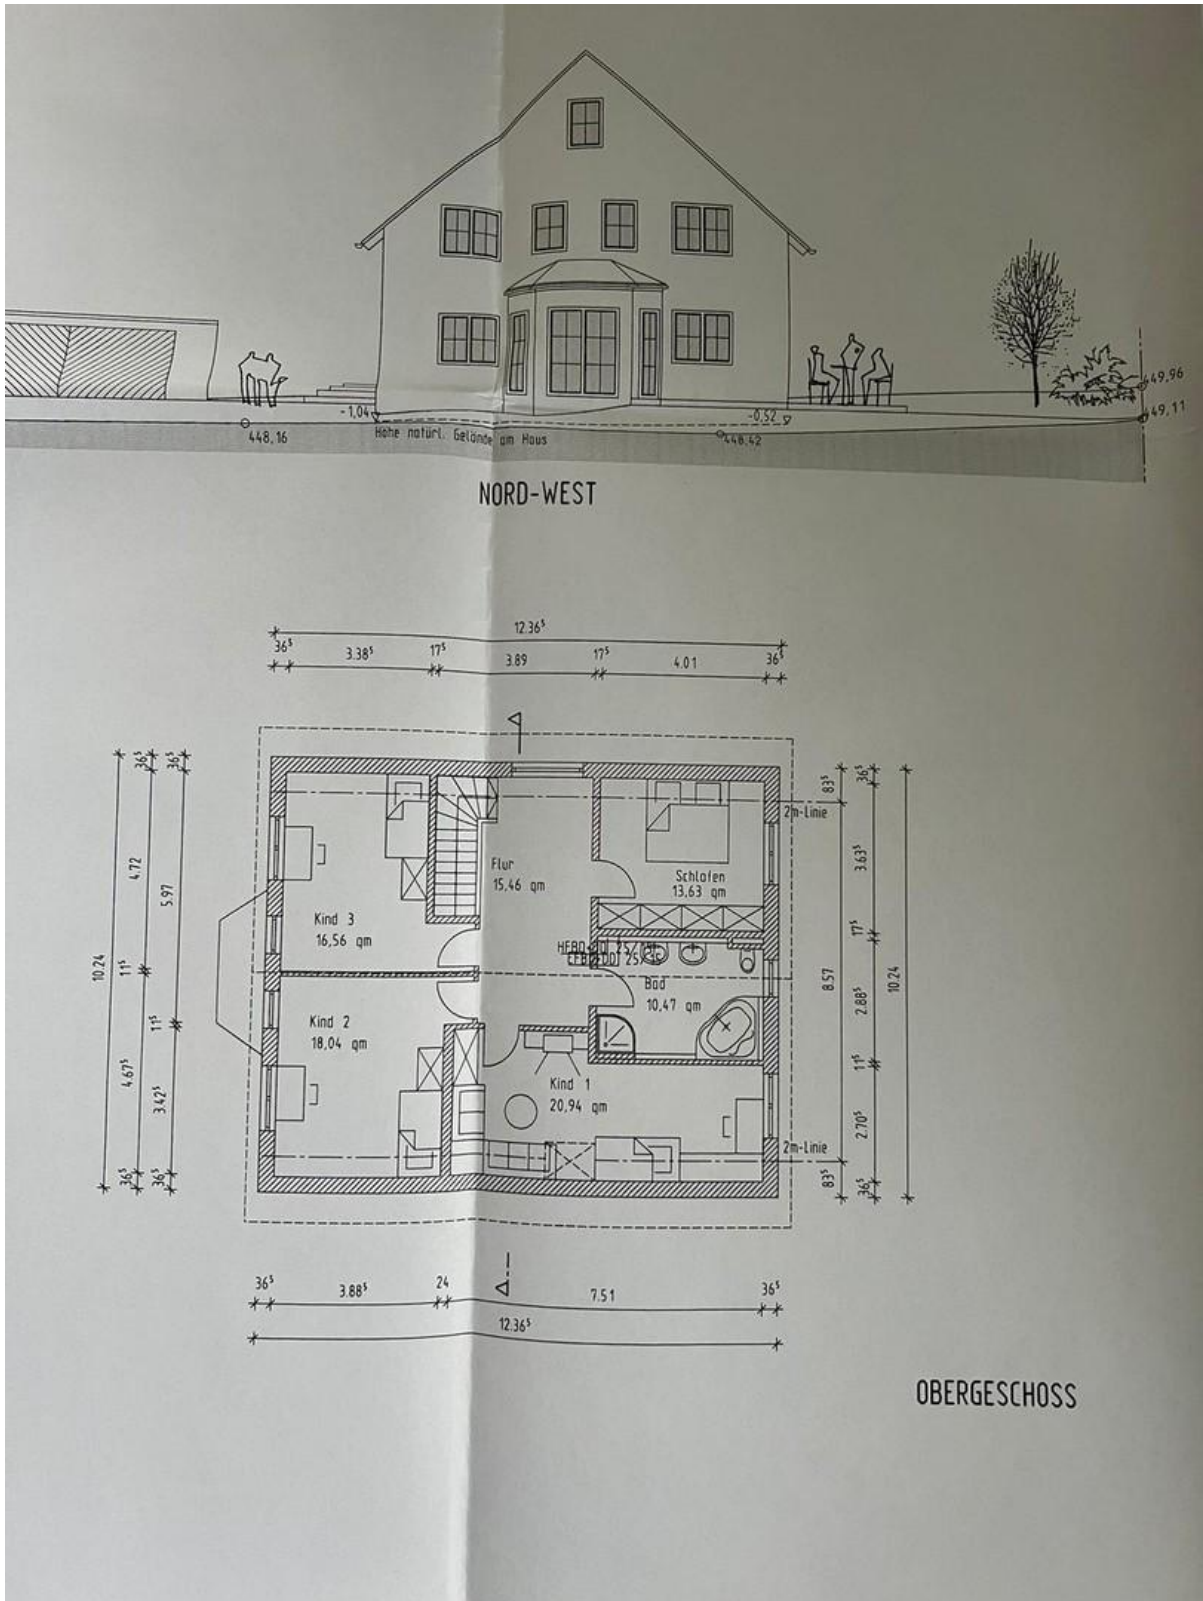 449,96
449,11
-1,04
-0,52
448,16
Höhe natürl. Gelände am Haus
448,42
NORD-WEST
12.36⁵
36⁵ 3.38⁵ 17⁵ 3.89 17⁵ 4.01 36⁵
36⁵ 36⁵ 83⁵ 36⁵
2m-Linie
4.72 3.63⁵
Flur
15,46 qm
Schlafen
13,63 qm
5.97
Kind 3
16,56 qm
17⁵
10.24 11⁵ 8.57 10.24
Bad
10,47 qm
2.88⁵
Kind 2
18,04 qm
11⁵ 11⁵
4.67⁵ 3.42⁵
Kind 1
20,94 qm
2.70⁵
2m-Linie
36⁵ 36⁵ 83⁵ 36⁵
36⁵ 3.88⁵ 24 7.51 36⁵
12.36⁵
OBERGESCHOSS